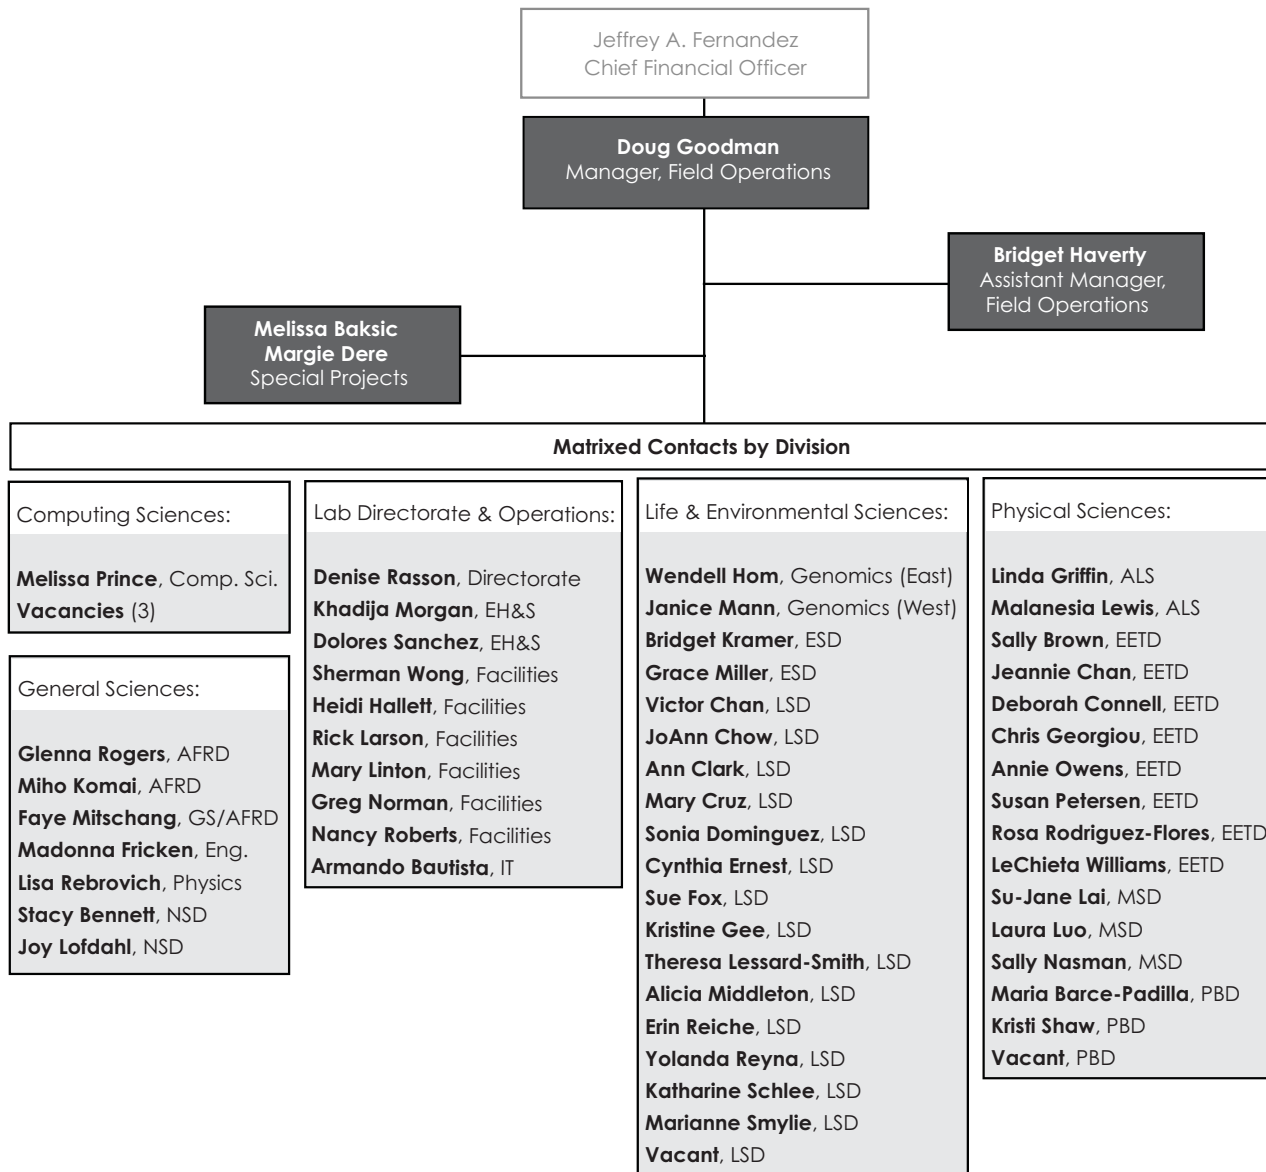 Jeffrey A. Fernandez
Chief Financial Officer
Doug Goodman
Manager, Field Operations
Bridget Haverty
Assistant Manager,
Field Operations
Melissa Baksic
Margie Dere
Special Projects
Matrixed Contacts by Division
Computing Sciences:
Melissa Prince, Comp. Sci.
Vacancies (3)
General Sciences:
Glenna Rogers, AFRD
Miho Komai, AFRD
Faye Mitschang, GS/AFRD
Madonna Fricken, Eng.
Lisa Rebrovich, Physics
Stacy Bennett, NSD
Joy Lofdahl, NSD
Lab Directorate & Operations:
Denise Rasson, Directorate
Khadija Morgan, EH&S
Dolores Sanchez, EH&S
Sherman Wong, Facilities
Heidi Hallett, Facilities
Rick Larson, Facilities
Mary Linton, Facilities
Greg Norman, Facilities
Nancy Roberts, Facilities
Armando Bautista, IT
Life & Environmental Sciences:
Wendell Hom, Genomics (East)
Janice Mann, Genomics (West)
Bridget Kramer, ESD
Grace Miller, ESD
Victor Chan, LSD
JoAnn Chow, LSD
Ann Clark, LSD
Mary Cruz, LSD
Sonia Dominguez, LSD
Cynthia Ernest, LSD
Sue Fox, LSD
Kristine Gee, LSD
Theresa Lessard-Smith, LSD
Alicia Middleton, LSD
Erin Reiche, LSD
Yolanda Reyna, LSD
Katharine Schlee, LSD
Marianne Smylie, LSD
Vacant, LSD
Physical Sciences:
Linda Griffin, ALS
Malanesia Lewis, ALS
Sally Brown, EETD
Jeannie Chan, EETD
Deborah Connell, EETD
Chris Georgiou, EETD
Annie Owens, EETD
Susan Petersen, EETD
Rosa Rodriguez-Flores, EETD
LeChieta Williams, EETD
Su-Jane Lai, MSD
Laura Luo, MSD
Sally Nasman, MSD
Maria Barce-Padilla, PBD
Kristi Shaw, PBD
Vacant, PBD